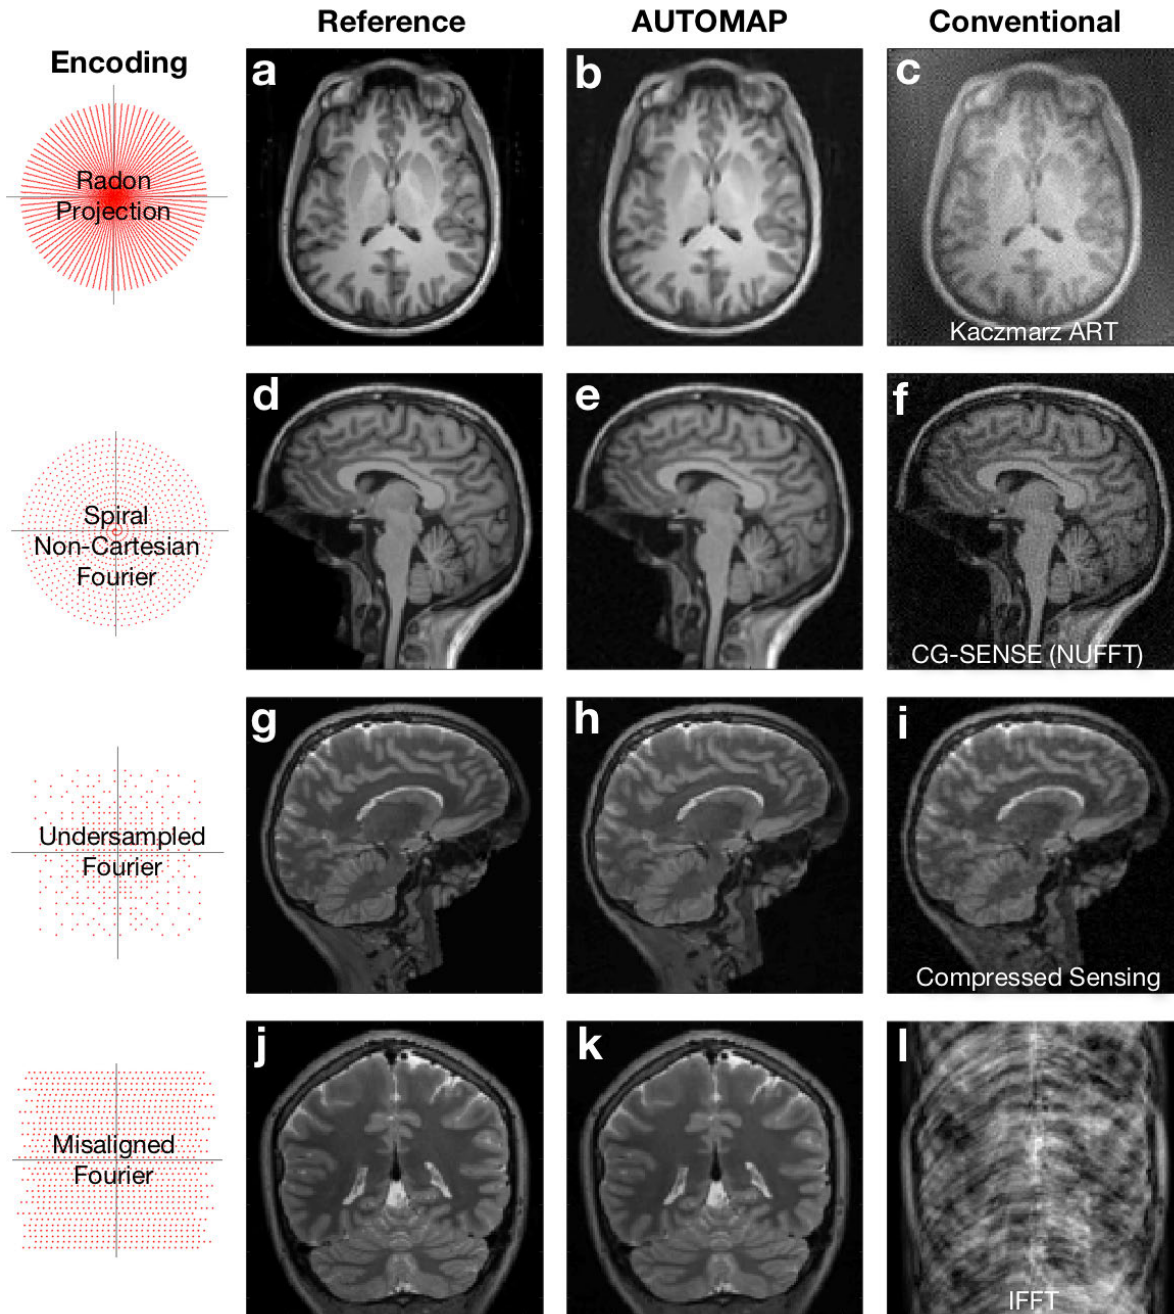 Reference
AUTOMAP
Conventional
Encoding
Radon
Projection
a
b
c
Kaczmarz ART
Spiral
Non-Cartesian
Fourier
d
e
f
CG-SENSE (NUFFT)
Undersampled
Fourier
g
h
i
Compressed Sensing
Misaligned
Fourier
j
k
l
IFFT